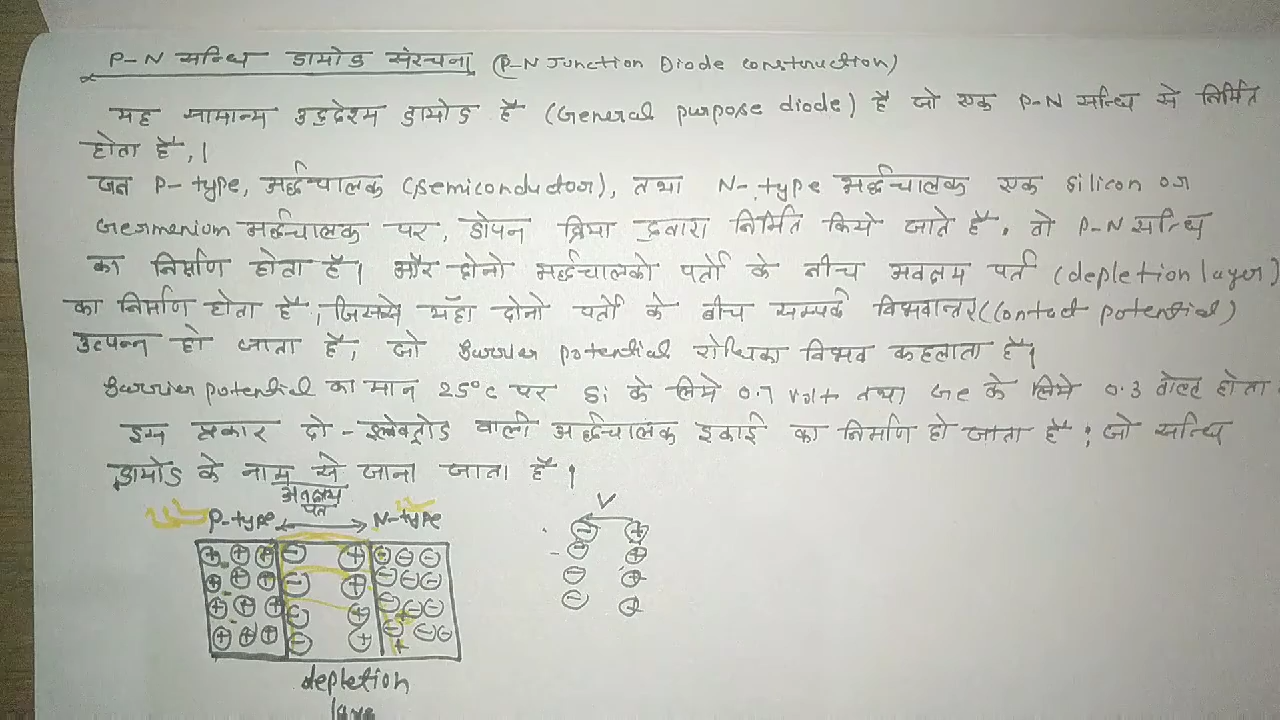 P-N सन्धि डायोड संरचना (P-N Junction Diode construction)
यह सामान्य उद्देश्य डायोड है (General purpose diode) है जो एक P-N सन्धि से निर्मित
होता है,।
जब P-type, अर्द्धचालक (semiconductor), तथा N-type अर्द्धचालक एक silicon or
Germenium अर्द्धचालक पर, डोपन क्रिया द्वारा निर्मित किये जाते है, तो P-N सन्धि
का निर्माण होता है। और दोनो अर्द्धचालको पर्तो के बीच अवक्षय पर्त (depletion layer)
का निर्माण होता है, जिससे यहाँ दोनो पर्तो के बीच सम्पर्क विभवान्तर (Contact potential)
उत्पन्न हो जाता है, जो Barrier potential रोधिका विभव कहलाता है।
Barrier potential का मान 25°C पर Si के लिये 0.7 volt तथा Ge के लिये 0.3 वोल्ट होता
इस प्रकार दो - इलेक्ट्रोड वाली अर्द्धचालक इकाई का निर्माण हो जाता है, जो सन्धि
डायोड के नाम से जाना जाता है।
अवक्षय
पर्त
P-type N-type
V
depletion